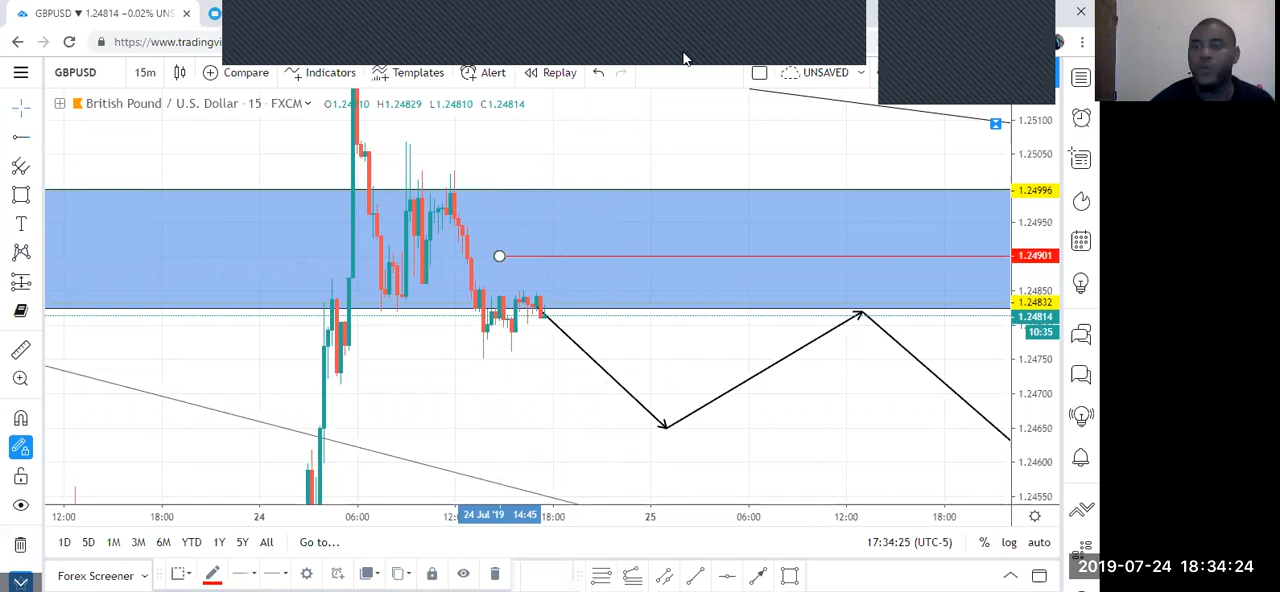 GBPUSD ▼ 1.24814 −0.02% UNS
https://www.tradingvi
GBPUSD 15m Compare Indicators Templates Alert Replay UNSAVED
British Pound / U.S. Dollar · 15 · FXCM H1.24829 L1.24810 C1.24814
1.25100
1.25050
1.24996
1.24950
1.24901
1.24850
1.24832
1.24814
10:35
1.24750
1.24700
1.24650
1.24600
1.24550
12:00 18:00 24 06:00 24 Jul '19 14:45 18:00 25 06:00 12:00 18:00
1D 5D 1M 3M 6M YTD 1Y 5Y All Go to... 17:34:25 (UTC-5) % log auto
Forex Screener
2019-07-24 18:34:24